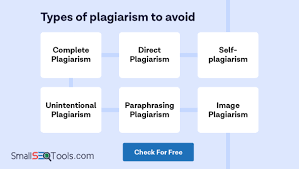 Types of plagiarism to avoid
Complete
Plagiarism
Direct
Plagiarism
Self-
plagiarism
Unintentional
Plagiarism
Paraphrasing
Plagiarism
Image
Plagiarism
SmallSEOTools.com
Check For Free